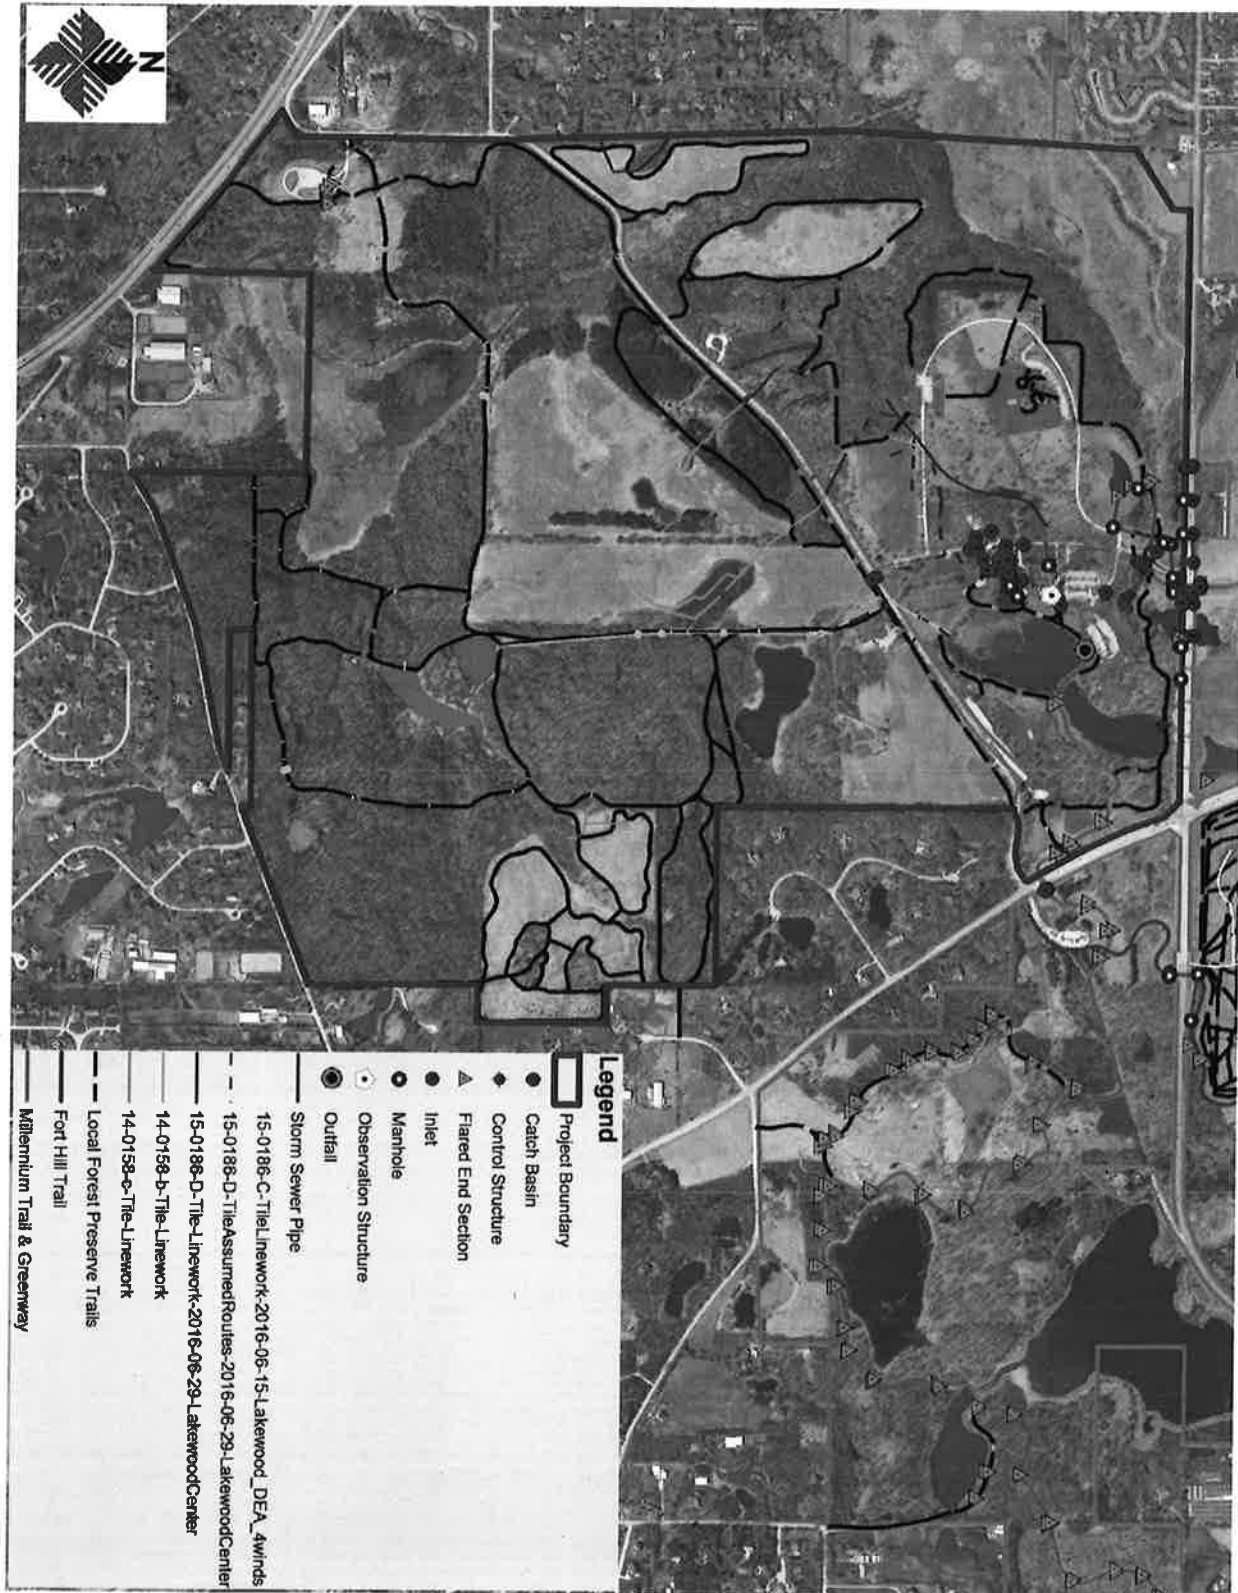 N
Legend
Project Boundary
Catch Basin
Control Structure
Flared End Section
Inlet
Manhole
Observation Structure
Outfall
Storm Sewer Pipe
15-0186-C-TileLinework-2016-06-15-Lakewood_DEA_4winds
15-0186-D-TileAssumedRoutes-2016-06-29-LakewoodCenter
15-0186-D-Tile-Linework-2016-06-29-LakewoodCenter
14-0158-b-Tile-Linework
14-0158-c-Tile-Linework
Local Forest Preserve Trails
Fort Hill Trail
Millennium Trail & Greenway